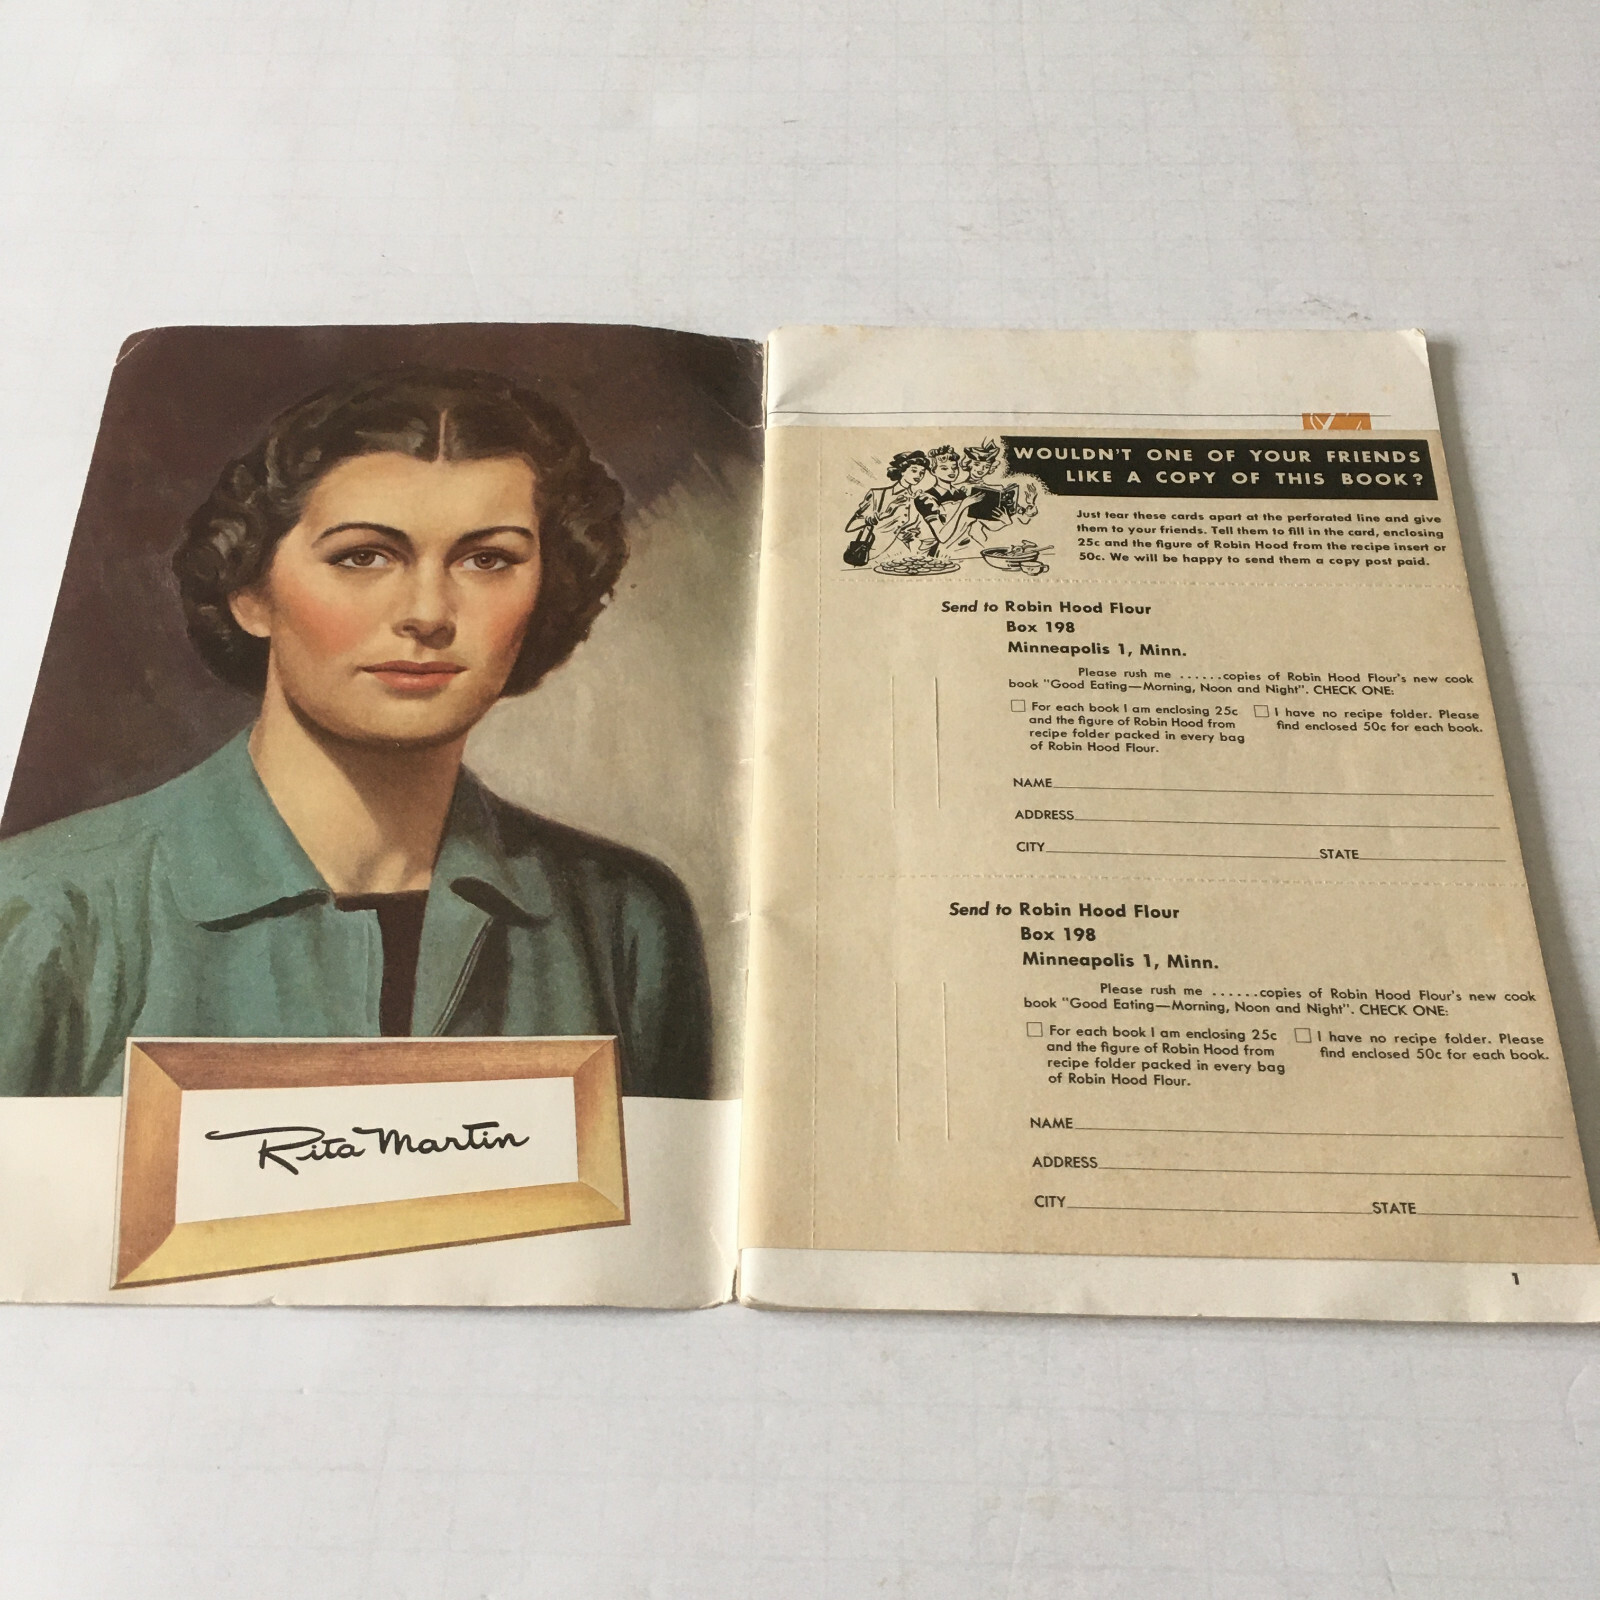 Rita Martin
WOULDN'T ONE OF YOUR FRIENDS
LIKE A COPY OF THIS BOOK?
Just tear these cards apart at the perforated line and give
them to your friends. Tell them to fill in the card, enclosing
25c and the figure of Robin Hood from the recipe insert or
50c. We will be happy to send them a copy post paid.
Send to Robin Hood Flour
Box 198
Minneapolis 1, Minn.
Please rush me ......copies of Robin Hood Flour's new cook
book "Good Eating—Morning, Noon and Night". CHECK ONE:
For each book I am enclosing 25c
and the figure of Robin Hood from
recipe folder packed in every bag
of Robin Hood Flour.
I have no recipe folder. Please
find enclosed 50c for each book.
NAME
ADDRESS
CITY STATE
Send to Robin Hood Flour
Box 198
Minneapolis 1, Minn.
Please rush me ......copies of Robin Hood Flour's new cook
book "Good Eating—Morning, Noon and Night". CHECK ONE:
For each book I am enclosing 25c
and the figure of Robin Hood from
recipe folder packed in every bag
of Robin Hood Flour.
I have no recipe folder. Please
find enclosed 50c for each book.
NAME
ADDRESS
CITY STATE
1